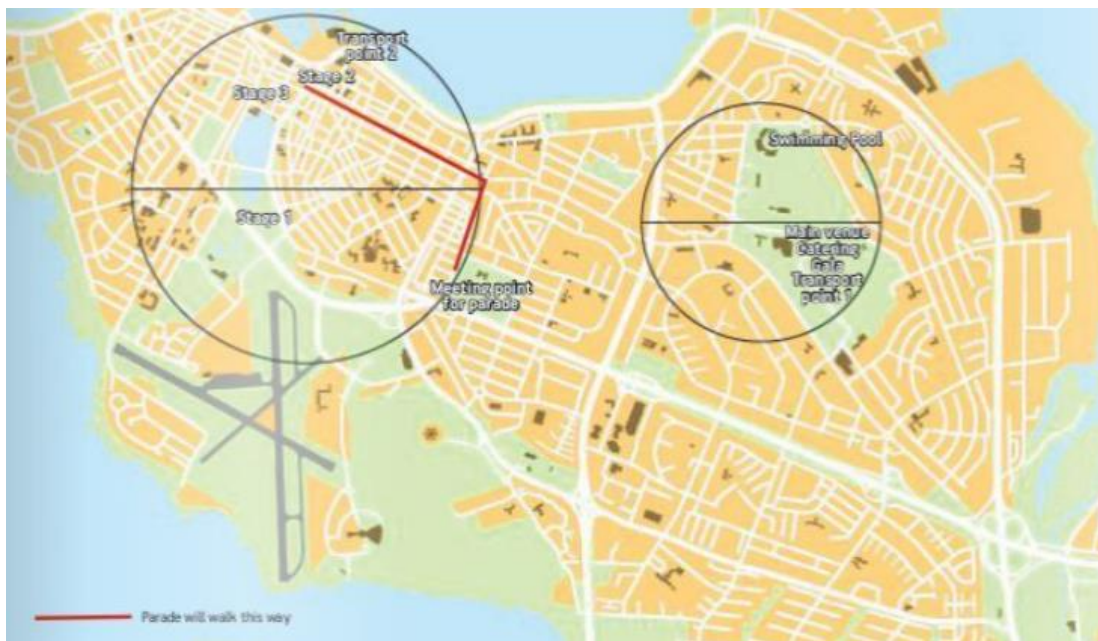 Transport
point 2
Stage 2
Stage 3
Stage 1
Meeting point
for parade
Swimming Pool
Main venue
Catering
Gala
Transport
point 1
Parade will walk this way